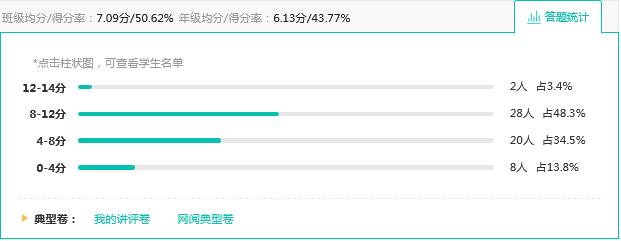 班级均分/得分率：7.09分/50.62% 年级均分/得分率：6.13分/43.77%
答题统计
*点击柱状图，可查看学生名单
12-14分 2人 占3.4%
8-12分 28人 占48.3%
4-8分 20人 占34.5%
0-4分 8人 占13.8%
典型卷： 我的讲评卷 网阅典型卷